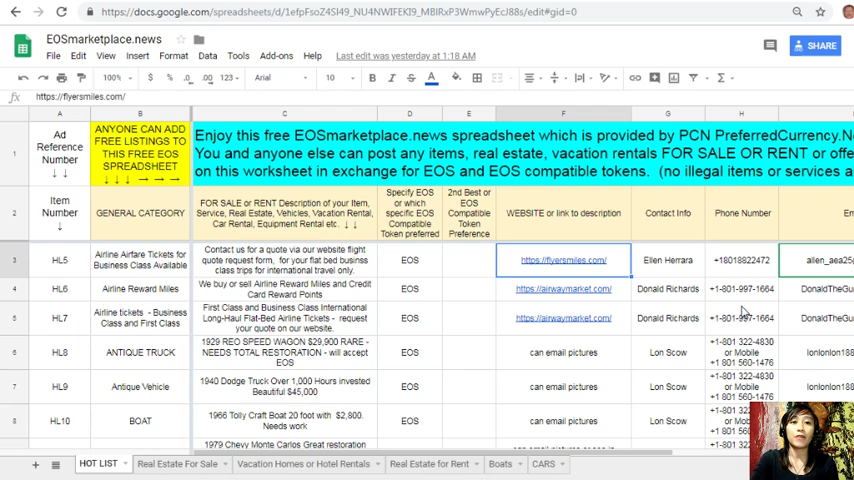 https://docs.google.com/spreadsheets/d/1efpFsoZ4SI49_NU4NWIFEKI9_MBIRxP3WmwPyEcJ88s/edit#gid=0
EOSmarketplace.news
File Edit View Insert Format Data Tools Add-ons Help Last edit was yesterday at 1:18 AM
SHARE
100% $ % .0 .00 123 Arial 10 B I S A
fx https://flyersmiles.com/
A B C D E F G H
1
Ad Reference Number ↓ ↓
ANYONE CAN ADD FREE LISTINGS TO THIS FREE EOS SPREADSHEET ↓ ↓ ↓ → → →
Enjoy this free EOSmarketplace.news spreadsheet which is provided by PCN PreferredCurrency.N
You and anyone else can post any items, real estate, vacation rentals FOR SALE OR RENT or offe
on this worksheet in exchange for EOS and EOS compatible tokens. (no illegal items or services a
2
Item Number ↓
GENERAL CATEGORY
FOR SALE or RENT Description of your Item, Service, Real Estate, Vehicles, Vacation Rental, Car Rental, Equipment Rental etc. ↓ ↓
Specify EOS or which specific EOS Compatible Token preferred
2nd Best or EOS Compatible Token Preference
WEBSITE or link to description
Contact Info
Phone Number
Em
3 HL5
Airline Airfare Tickets for Business Class Available
Contact us for a quote via our website flight quote request form, for your flat bed businss class trips for international travel only.
EOS https://flyersmiles.com/ Ellen Herrara +18018822472 allen_aea25
4 HL6 Airline Reward Miles
We buy or sell Airline Reward Miles and Credit Card Reward Points
EOS https://airwaymarket.com/ Donald Richards +1-801-997-1664 DonaldTheGu
5 HL7
Airline tickets - Business Class and First Class
First Class and Business Class International Long-Haul Flat-Bed Airline Tickets - request your quote on our website.
EOS https://airwaymarket.com/ Donald Richards +1-801-997-1664 DonaldTheGu
6 HL8 ANTIQUE TRUCK
1929 REO SPEED WAGON $29,900 RARE - NEEDS TOTAL RESTORATION - will accept EOS
EOS can email pictures Lon Scow
+1-801 322-4830 or Mobile +1 801 560-1476
lonlonlon188
7 HL9 Antique Vehicle
1940 Dodge Truck Over 1,000 Hours invested Beautiful $45,000
EOS can email pictures Lon Scow
+1-801 322-4830 or Mobile +1 801 560-1476
lonlonlon188
8 HL10 BOAT
1966 Tolly Craft Boat 20 foot with $2,800. Needs work
EOS can email pictures Lon Scow
1979 Chevy Monte Carlos Great restoration
HOT LIST Real Estate For Sale Vacation Homes or Hotel Rentals Real Estate for Rent Boats CARS